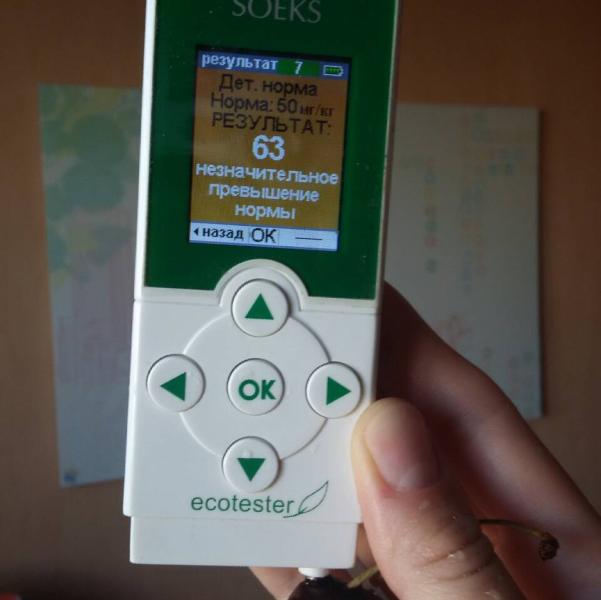 SOEKS
результат 7
Дет. норма
Норма: 50 мг/кг
РЕЗУЛЬТАТ:
63
незначительное
превышение
нормы
назад OK
OK
ecotester